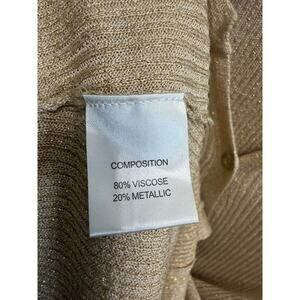 COMPOSITION
80% VISCOSE
20% METALLIC